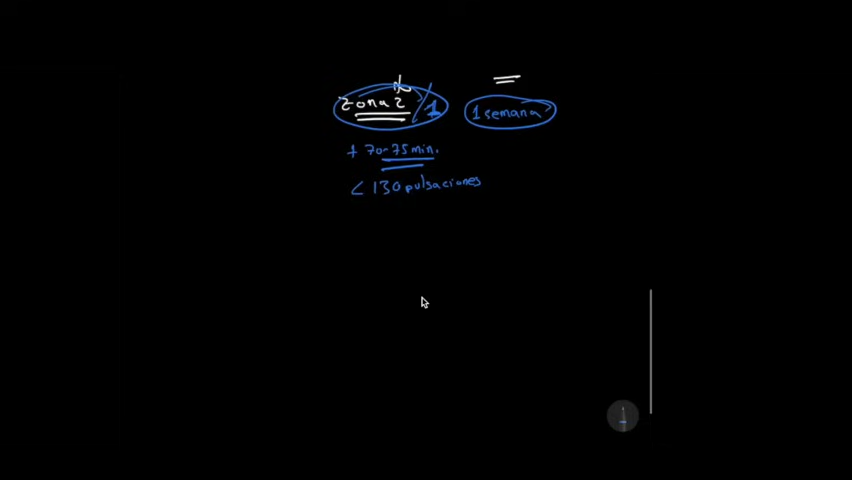 Zona 2 / 1 1 semana
+ 70-75 min.
< 130 pulsaciones